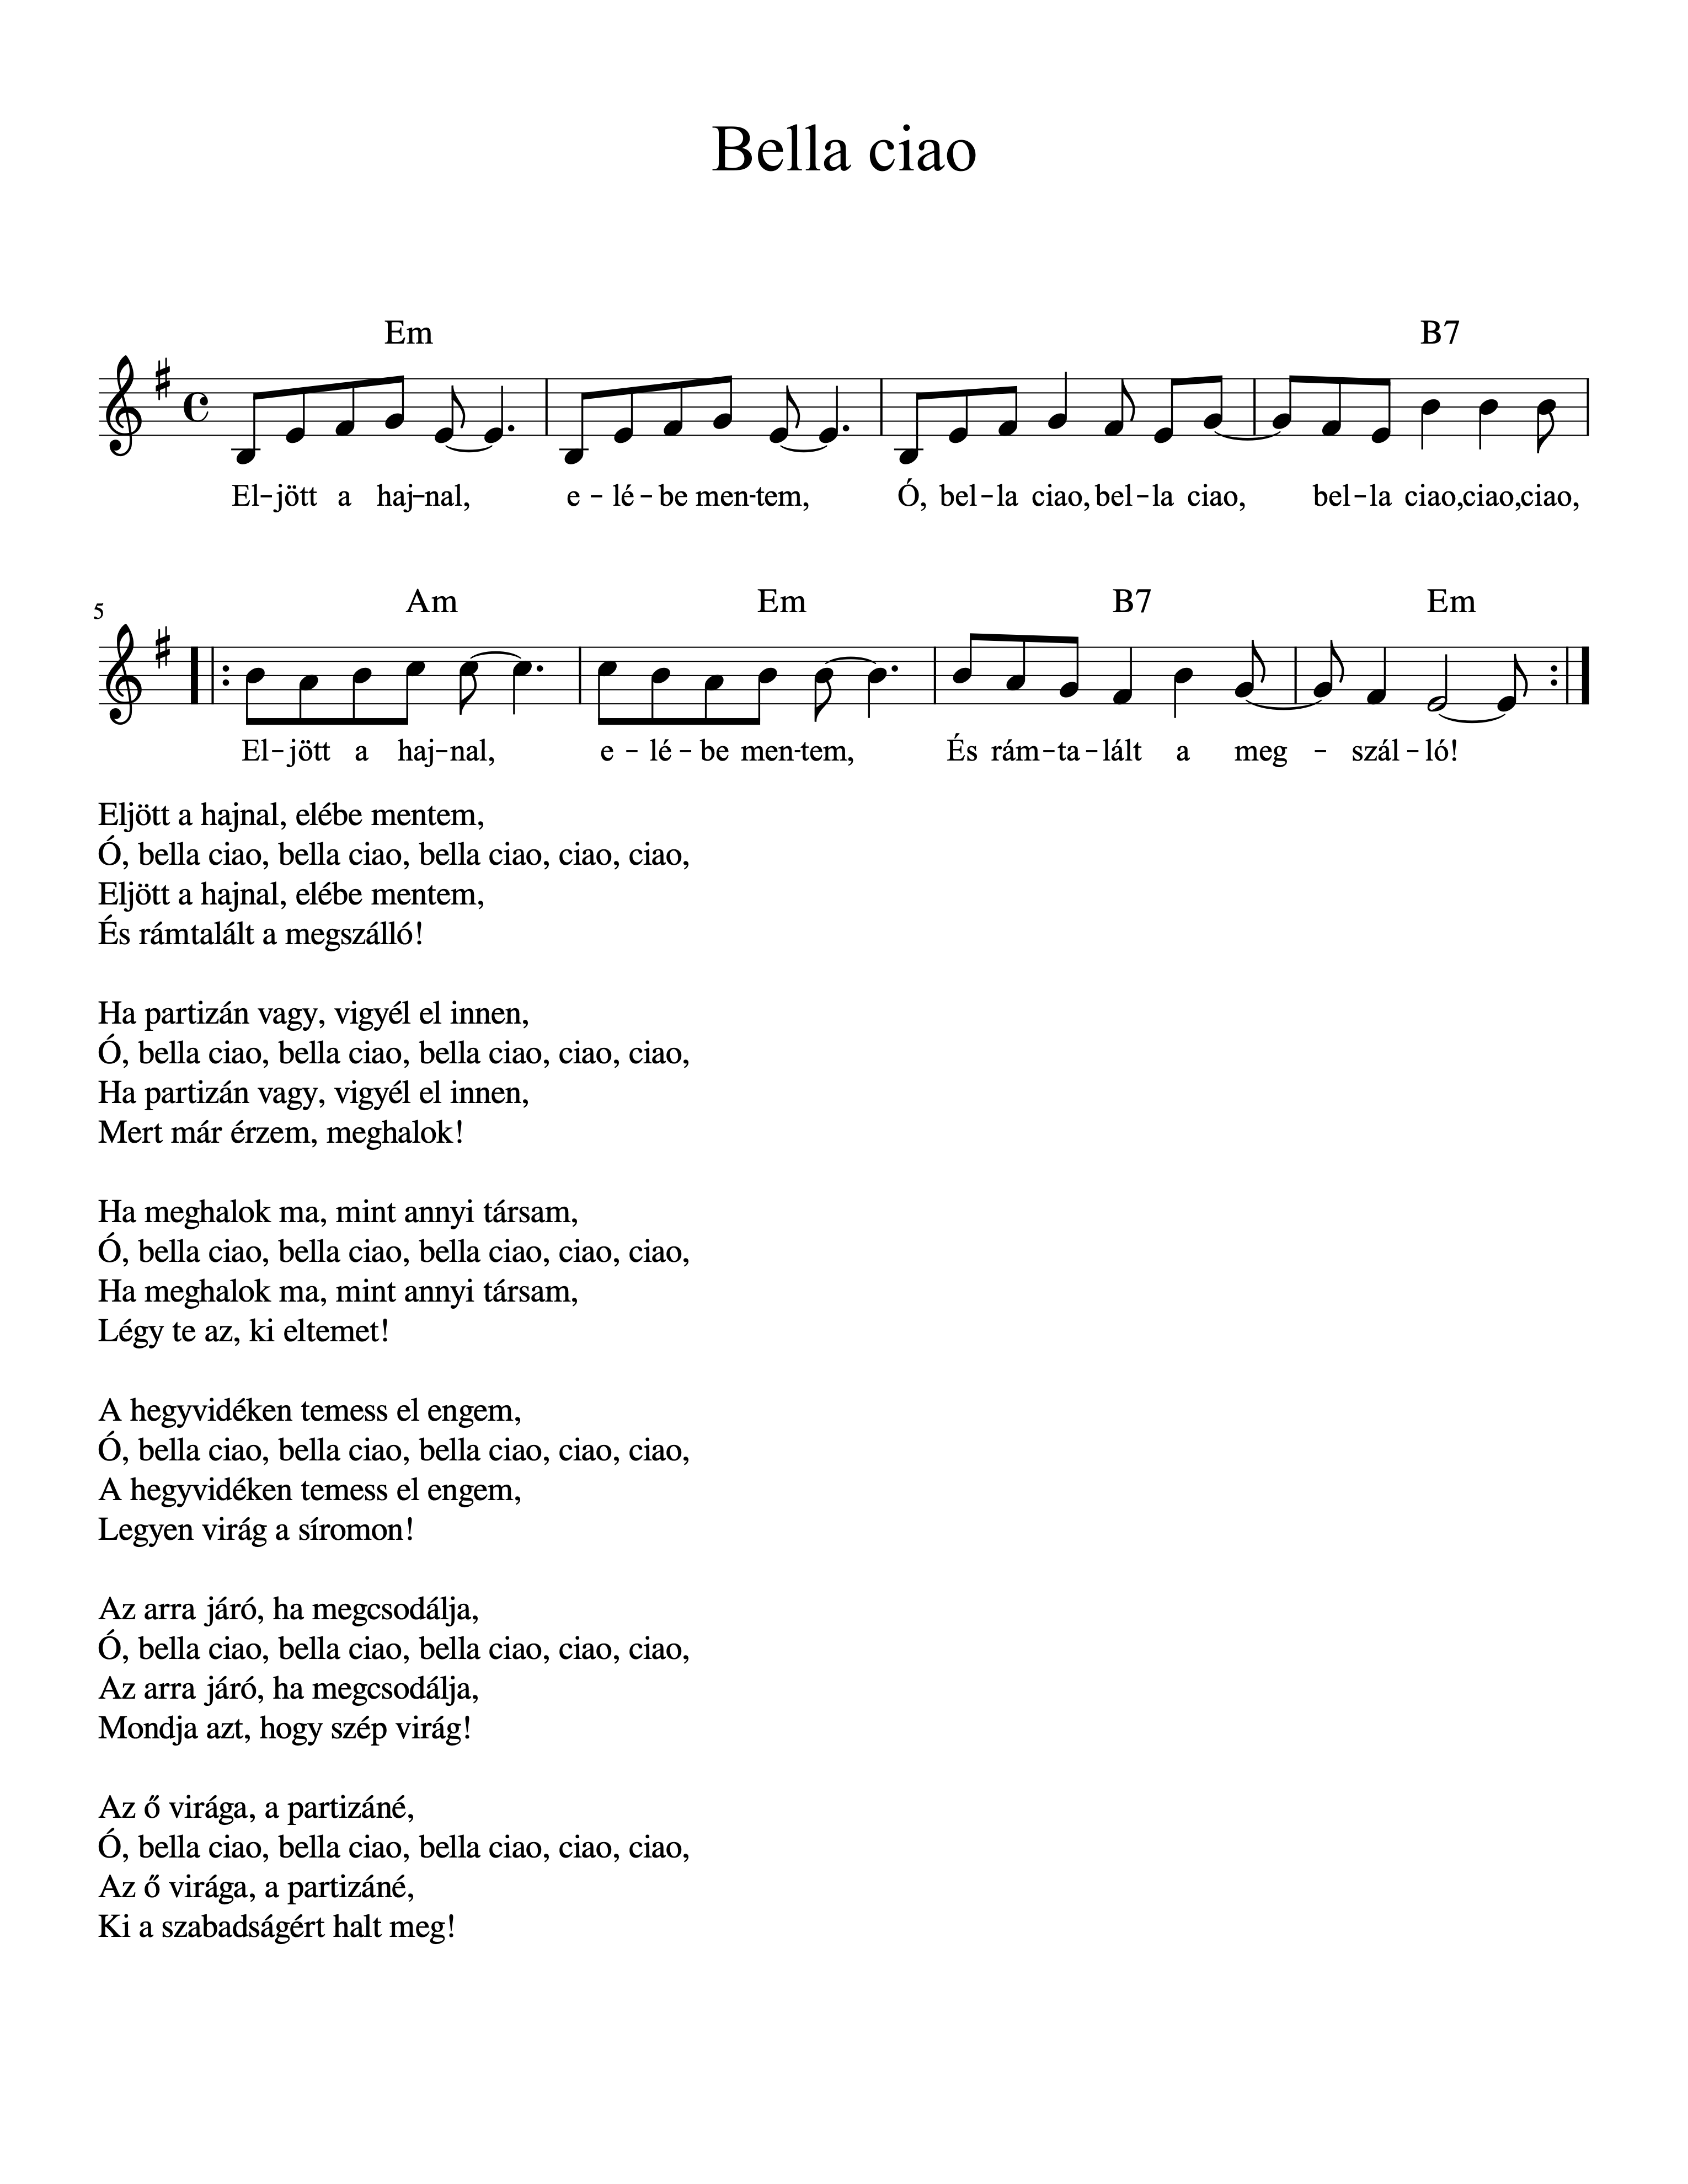 Bella ciao
Em B7
El-jött a haj-nal, e-lé-be men-tem, Ó, bel-la ciao, bel-la ciao, bel-la ciao, ciao, ciao,
5 Am Em B7 Em
El-jött a haj-nal, e-lé-be men-tem, És rám-ta-lált a meg-szál-ló!
Eljött a hajnal, elébe mentem,
Ó, bella ciao, bella ciao, bella ciao, ciao, ciao,
Eljött a hajnal, elébe mentem,
És rámtalált a megszálló!
Ha partizán vagy, vigyél el innen,
Ó, bella ciao, bella ciao, bella ciao, ciao, ciao,
Ha partizán vagy, vigyél el innen,
Mert már érzem, meghalok!
Ha meghalok ma, mint annyi társam,
Ó, bella ciao, bella ciao, bella ciao, ciao, ciao,
Ha meghalok ma, mint annyi társam,
Légy te az, ki eltemet!
A hegyvidéken temess el engem,
Ó, bella ciao, bella ciao, bella ciao, ciao, ciao,
A hegyvidéken temess el engem,
Legyen virág a síromon!
Az arra járó, ha megcsodálja,
Ó, bella ciao, bella ciao, bella ciao, ciao, ciao,
Az arra járó, ha megcsodálja,
Mondja azt, hogy szép virág!
Az ő virága, a partizáné,
Ó, bella ciao, bella ciao, bella ciao, ciao, ciao,
Az ő virága, a partizáné,
Ki a szabadságért halt meg!